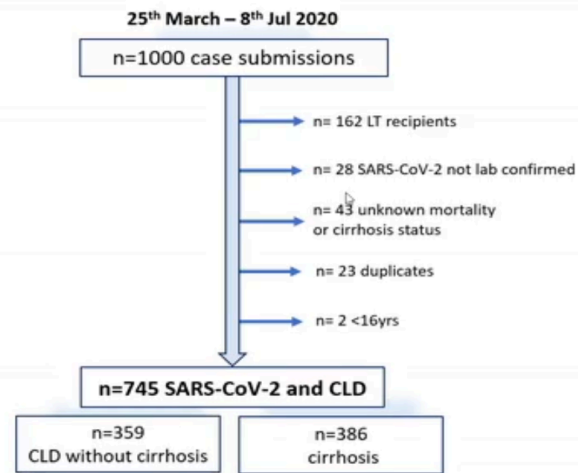 25th March – 8th Jul 2020
n=1000 case submissions
n= 162 LT recipients
n= 28 SARS-CoV-2 not lab confirmed
n= 43 unknown mortality
or cirrhosis status
n= 23 duplicates
n= 2 <16yrs
n=745 SARS-CoV-2 and CLD
n=359
CLD without cirrhosis
n=386
cirrhosis